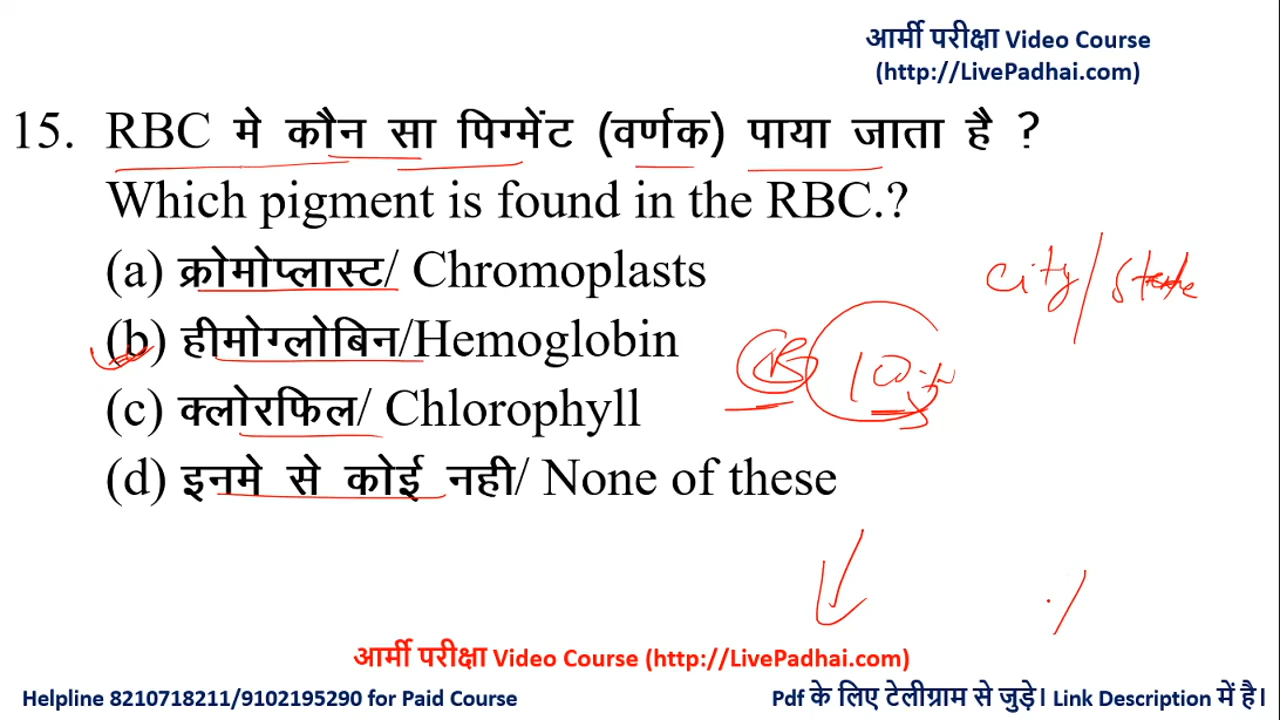 आर्मी परीक्षा Video Course
(http://LivePadhai.com)
15. RBC मे कौन सा पिग्मेंट (वर्णक) पाया जाता है ?
Which pigment is found in the RBC.?
(a) क्रोमोप्लास्ट/ Chromoplasts
City/State
(b) हीमोग्लोबिन/Hemoglobin
(c) क्लोरफिल/ Chlorophyll
(d) इनमे से कोई नही/ None of these
आर्मी परीक्षा Video Course (http://LivePadhai.com)
Helpline 8210718211/9102195290 for Paid Course
Pdf के लिए टेलीग्राम से जुड़े। Link Description में है।